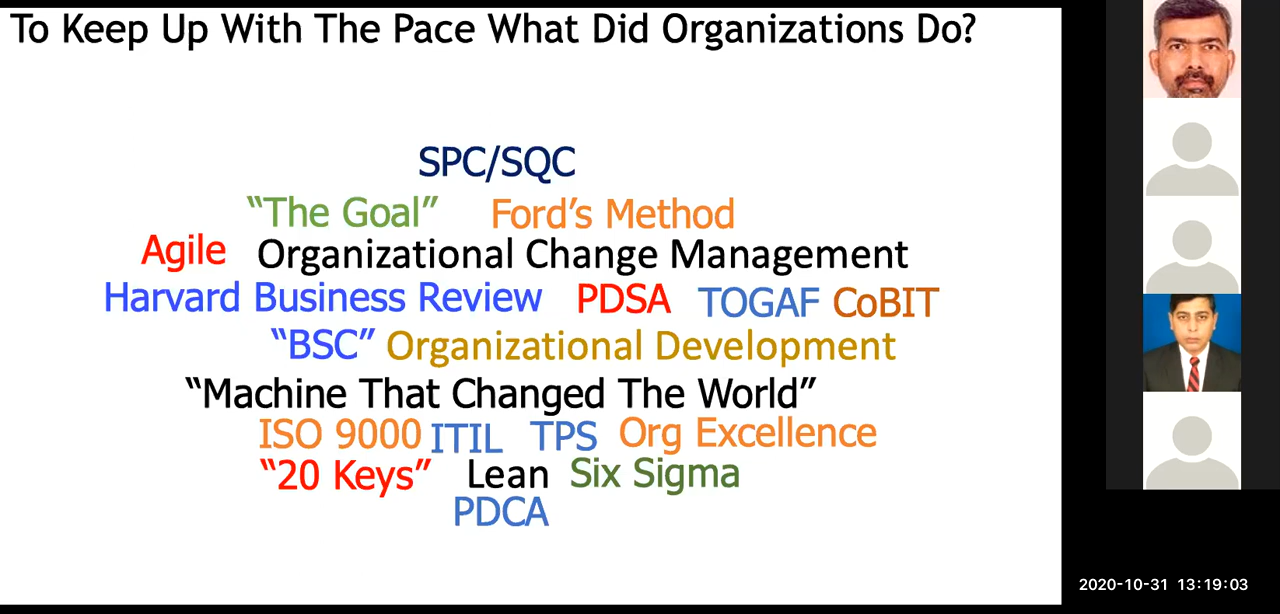 To Keep Up With The Pace What Did Organizations Do?
SPC/SQC
“The Goal” Ford’s Method
Agile Organizational Change Management
Harvard Business Review PDSA TOGAF CoBIT
“BSC” Organizational Development
“Machine That Changed The World”
ISO 9000 ITIL TPS Org Excellence
“20 Keys” Lean Six Sigma
PDCA
2020-10-31 13:19:03